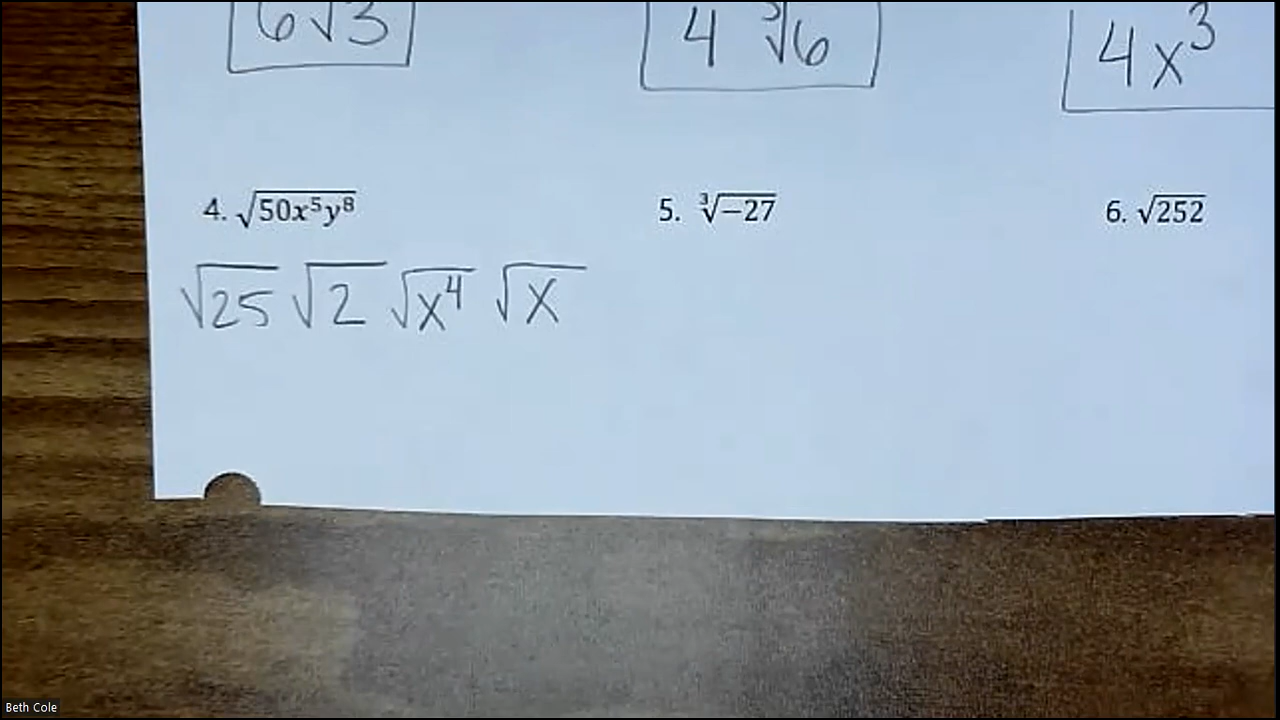 6√3 4 ∛6 4x³
4. √50x⁵y⁸ 5. ∛−27 6. √252
√25 √2 √x⁴ √x
Beth Cole